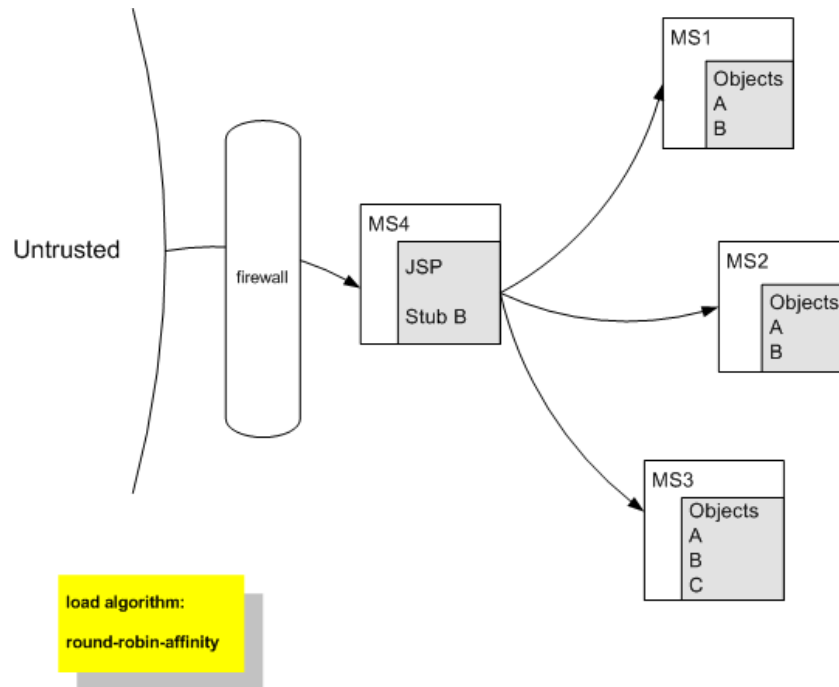 Untrusted
firewall
MS4
JSP
Stub B
MS1
Objects
A
B
MS2
Objects
A
B
MS3
Objects
A
B
C
load algorithm:
round-robin-affinity